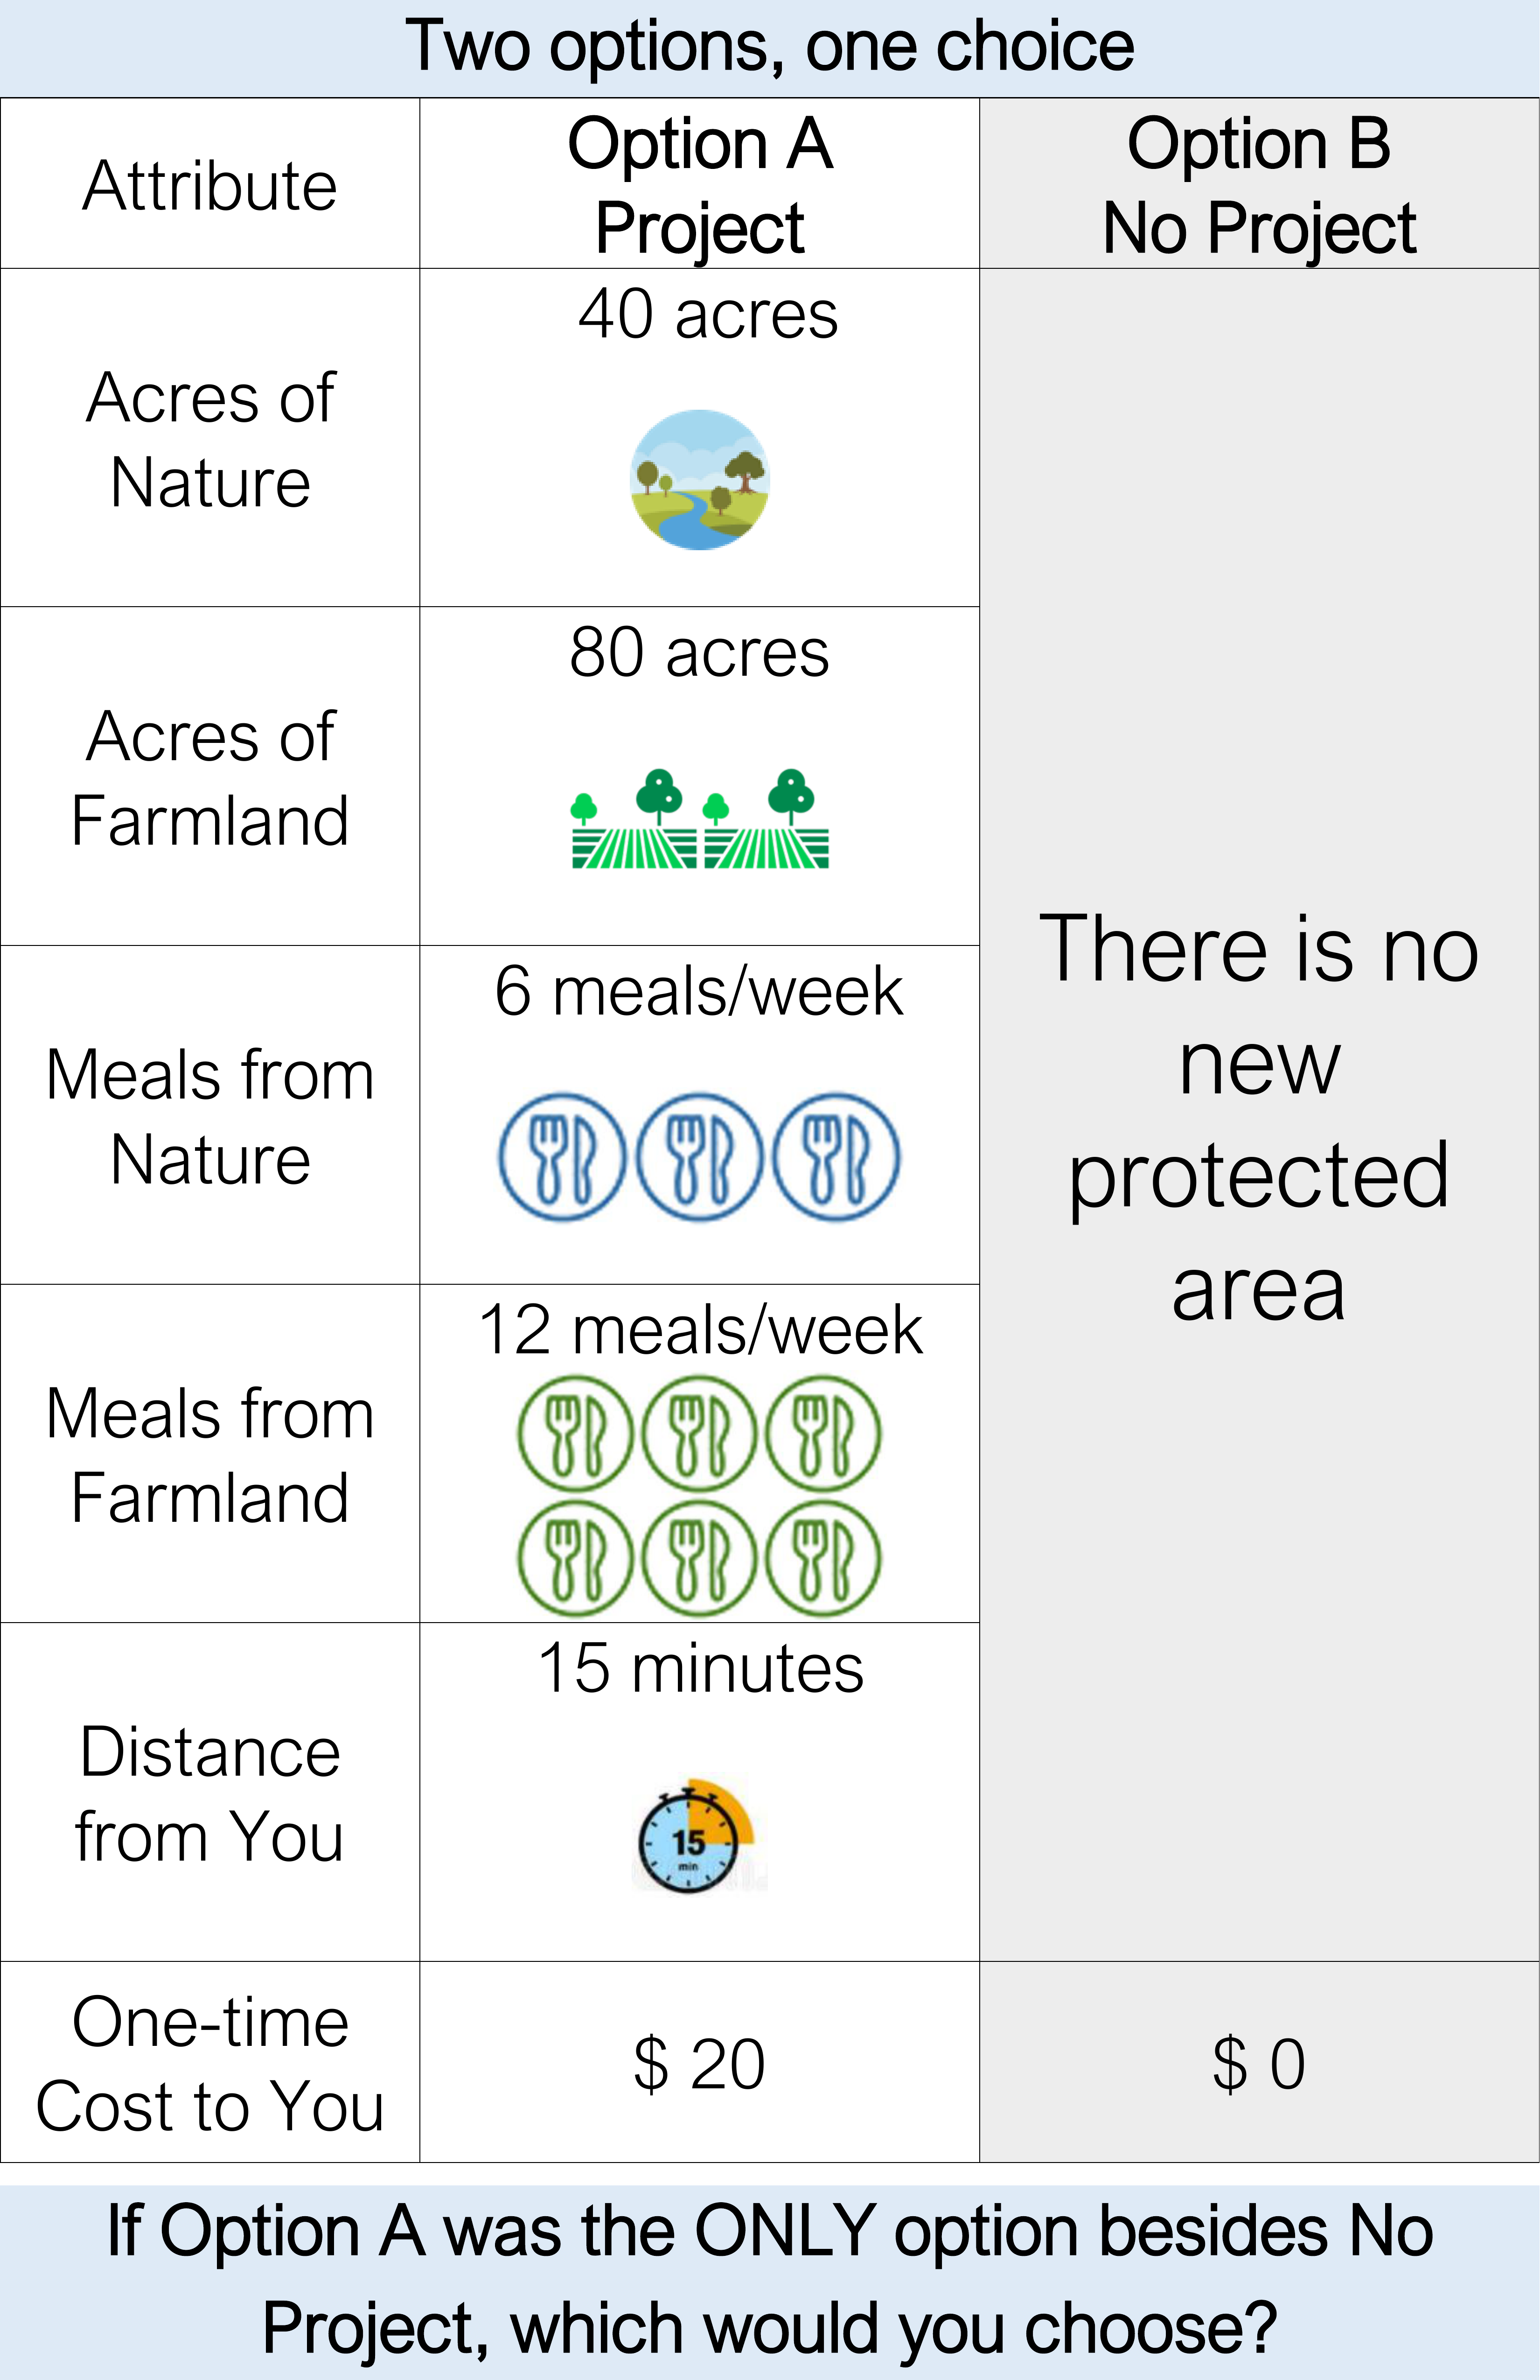 Two options, one choice
Attribute
Option A
Project
Option B
No Project
Acres of
Nature
40 acres
Acres of
Farmland
80 acres
Meals from
Nature
6 meals/week
Meals from
Farmland
12 meals/week
Distance
from You
15 minutes
15
min
There is no
new
protected
area
One-time
Cost to You
$ 20
$ 0
If Option A was the ONLY option besides No
Project, which would you choose?